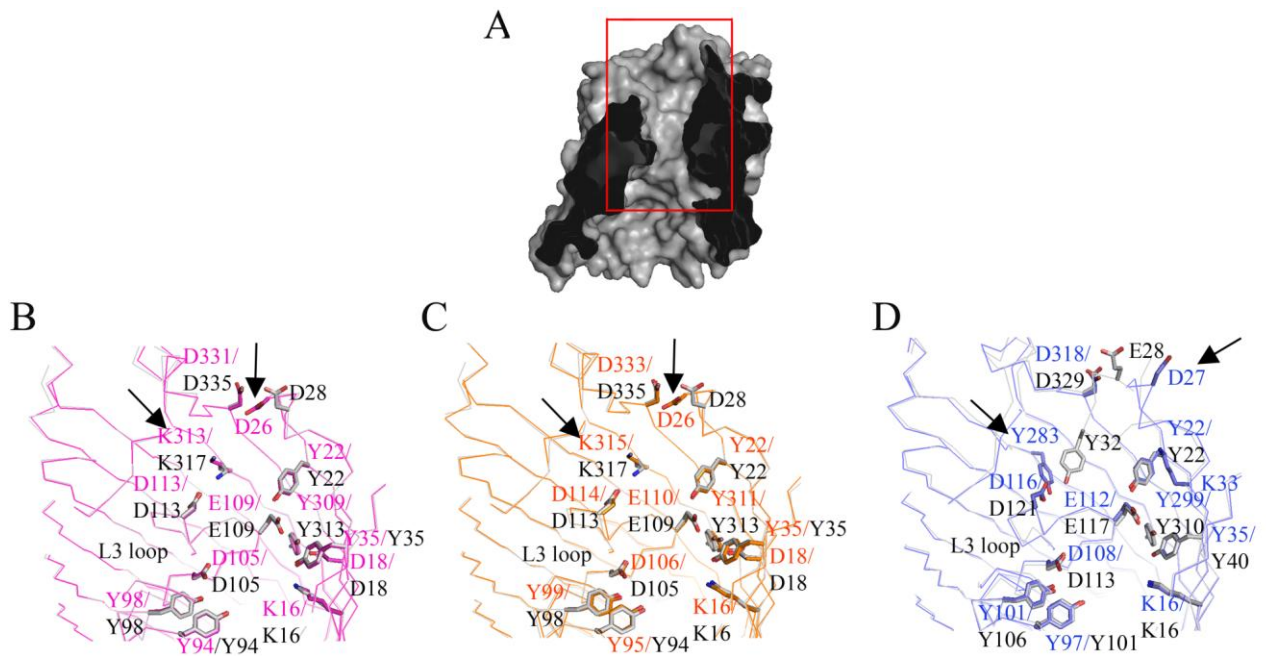 A
B
D331/
D335
D28
D26
K313/
K317
Y22/
Y22
D113/
D113
E109/
E109
Y309/
Y313
Y35/Y35
L3 loop
D105/
D105
D18/
D18
Y98/
Y98
K16/
K16
Y94/Y94
C
D333/
D335
D28
D26
K315/
K317
Y22/
Y22
D114/
D113
E110/
E109
Y311/
Y313
Y35/Y35
L3 loop
D106/
D105
D18/
D18
Y99/
Y98
K16/
K16
Y95/Y94
D
D318/
D329
E28
D27
Y283
Y32
Y22/
Y22
K33
D116/
D121
E112/
E117
Y299/
Y310
Y35/
Y40
L3 loop
D108/
D113
Y101/
Y106
K16/
K16
Y97/Y101